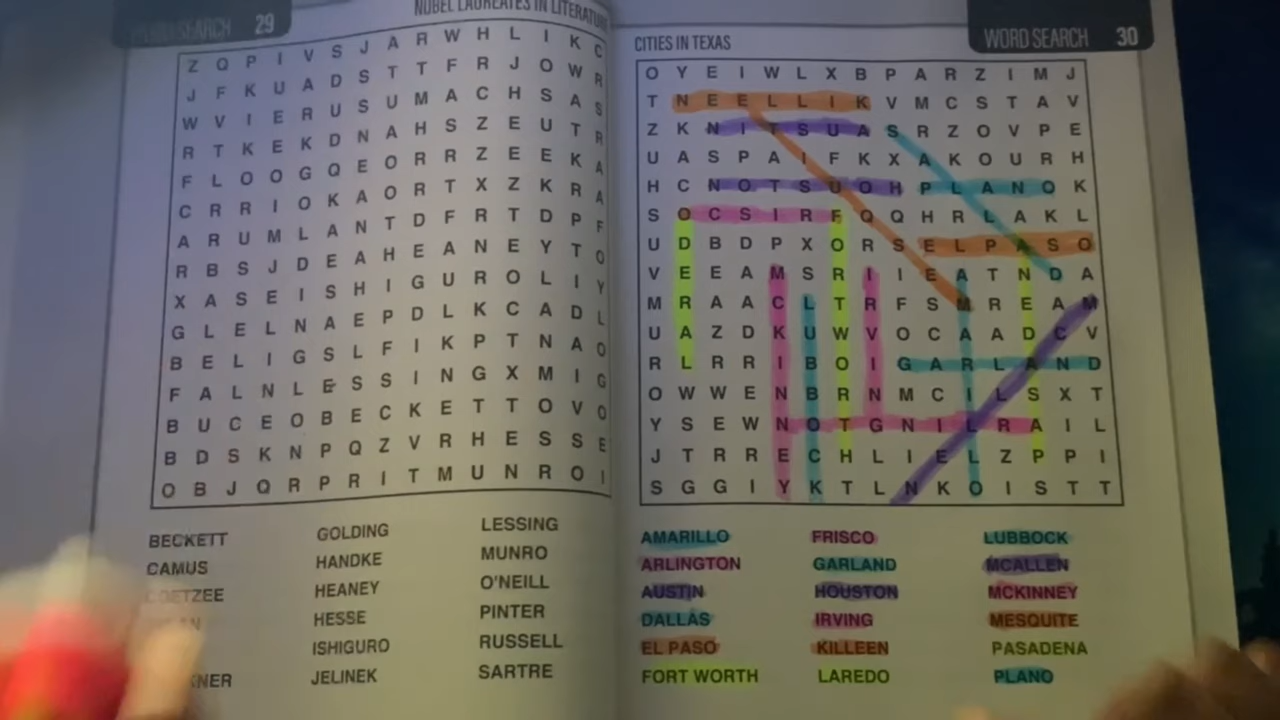 29
NOBEL LAUREATES IN LITERATURE
Z Q P I V S J A R W H L I K C
J F K U A D S T T F R J O W R
W V I E R U S U M A C H S A S
R T K E K D N A H S Z E U T R
F L O O G Q E O R R Z E E K A
C R R I O K A O R T X Z K R A
A R U M L A N T D F R T D P F
R B S J D E A H E A N E Y T O
X A S E I S H I G U R O L I Y
G L E L N A E P D L K C A D L
B E L I G S L F I K P T N A O
F A L N L E S S I N G X M I G
B U C E O B E C K E T T O V O
B D S K N P Q Z V R H E S S E
O B J Q R P R I T M U N R O I
BECKETT GOLDING LESSING
CAMUS HANDKE MUNRO
COETZEE HEANEY O'NEILL
HESSE PINTER
ISHIGURO RUSSELL
JELINEK SARTRE
CITIES IN TEXAS
WORD SEARCH 30
O Y E I W L X B P A R Z I M J
T N E E L L I K V M C S T A V
Z K N I T S U A S R Z O V P E
U A S P A I F K X A K O U R H
H C N O T S U O H P L A N O K
S O C S I R F Q Q H R L A K L
U D B D P X O R S E L P A S O
V E E A M S R I I E A T N D A
M R A A C L T R F S M R E A M
U A Z D K U W V O C A A D C V
R L R R I B O I G A R L A N D
O W W E N B R N M C I L S X T
Y S E W N O T G N I L R A I L
J T R R E C H L I E L Z P P I
S G G I Y K T L N K O I S T T
AMARILLO FRISCO LUBBOCK
ARLINGTON GARLAND MCALLEN
AUSTIN HOUSTON MCKINNEY
DALLAS IRVING MESQUITE
EL PASO KILLEEN PASADENA
FORT WORTH LAREDO PLANO